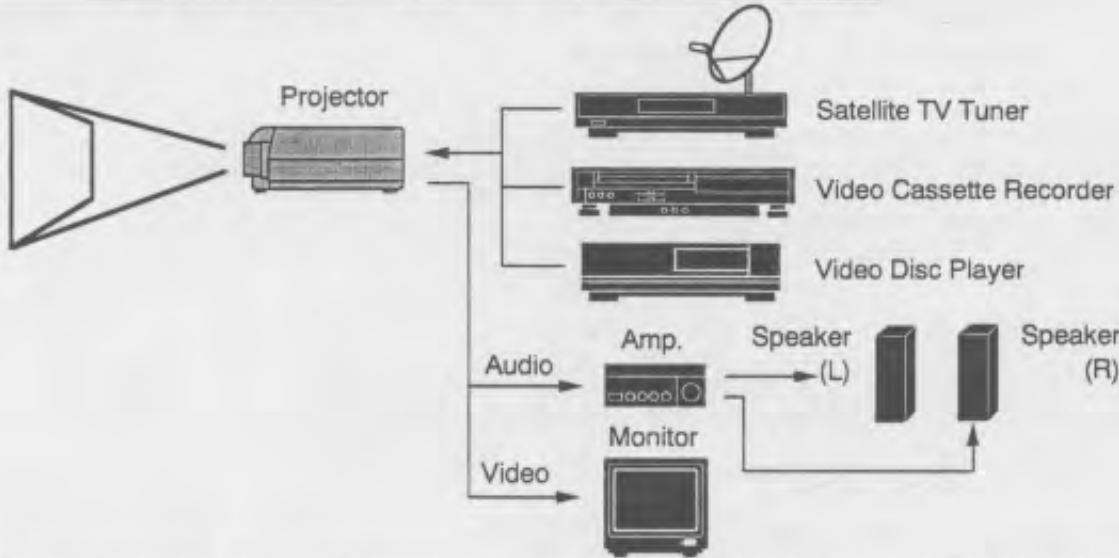 Projector
Satellite TV Tuner
Video Cassette Recorder
Video Disc Player
Audio
Amp.
Speaker
(L)
Speaker
(R)
Monitor
Video